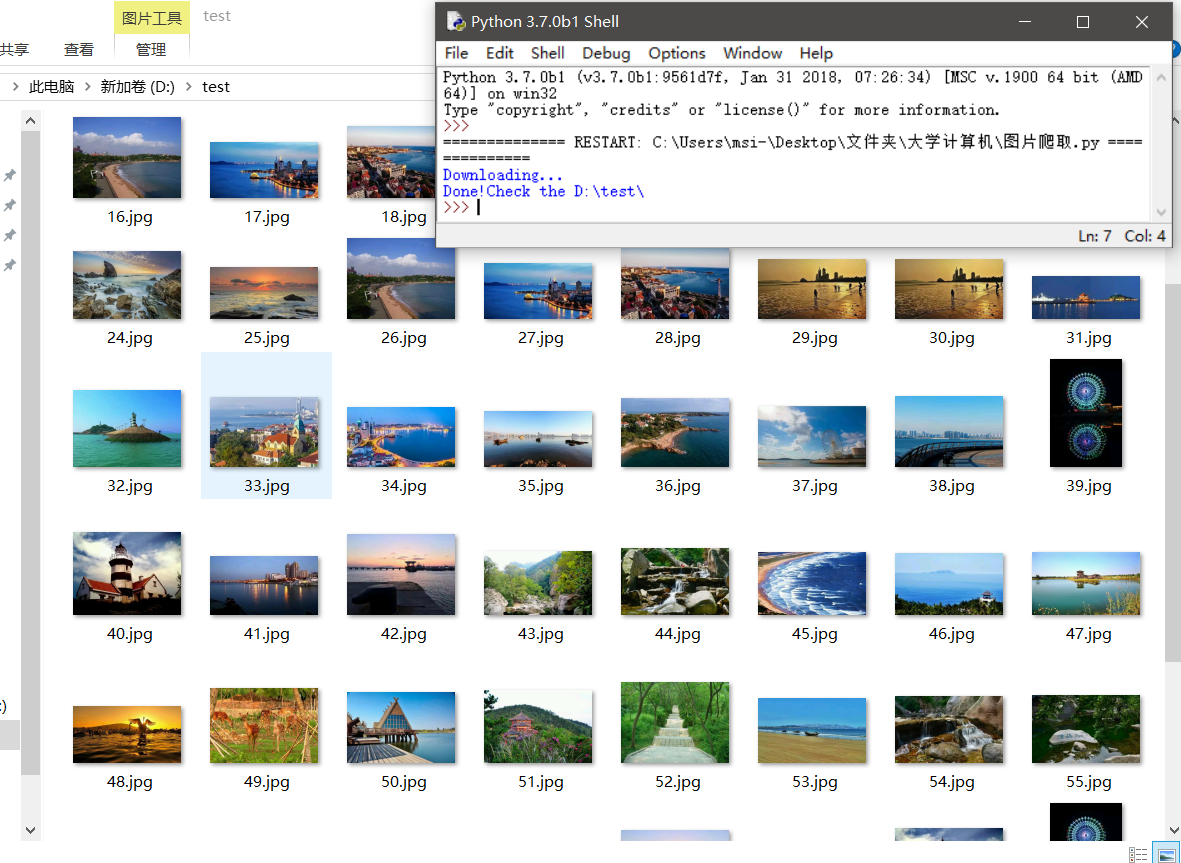 图片工具
test
共享
查看
管理
此电脑
新加卷 (D:)
test
Python 3.7.0b1 Shell
File Edit Shell Debug Options Window Help
Python 3.7.0b1 (v3.7.0b1:9561d7f, Jan 31 2018, 07:26:34) [MSC v.1900 64 bit (AMD
64)] on win32
Type "copyright", "credits" or "license()" for more information.
>>>
============== RESTART: C:\Users\msi-\Desktop\文件夹\大学计算机\图片爬取.py ====
==========
Downloading...
Done!Check the D:\test\
>>>
Ln: 7 Col: 4
16.jpg 17.jpg 18.jpg
24.jpg 25.jpg 26.jpg 27.jpg 28.jpg 29.jpg 30.jpg 31.jpg
32.jpg 33.jpg 34.jpg 35.jpg 36.jpg 37.jpg 38.jpg 39.jpg
40.jpg 41.jpg 42.jpg 43.jpg 44.jpg 45.jpg 46.jpg 47.jpg
:)
48.jpg 49.jpg 50.jpg 51.jpg 52.jpg 53.jpg 54.jpg 55.jpg